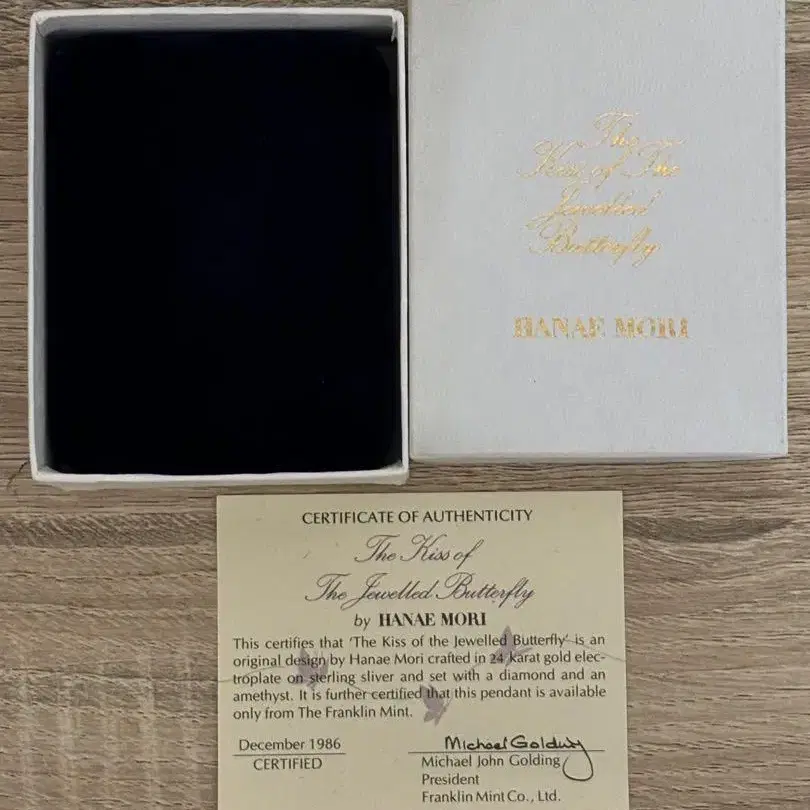 The
Kiss of The
Jewelled
Butterfly
HANAE MORI
CERTIFICATE OF AUTHENTICITY
The Kiss of
The Jewelled Butterfly
by HANAE MORI
This certifies that 'The Kiss of the Jewelled Butterfly' is an
original design by Hanae Mori crafted in 24 karat gold elec-
troplate on sterling sliver and set with a diamond and an
amethyst. It is further certified that this pendant is available
only from The Franklin Mint.
December 1986
CERTIFIED
Michael Golding
Michael John Golding
President
Franklin Mint Co., Ltd.